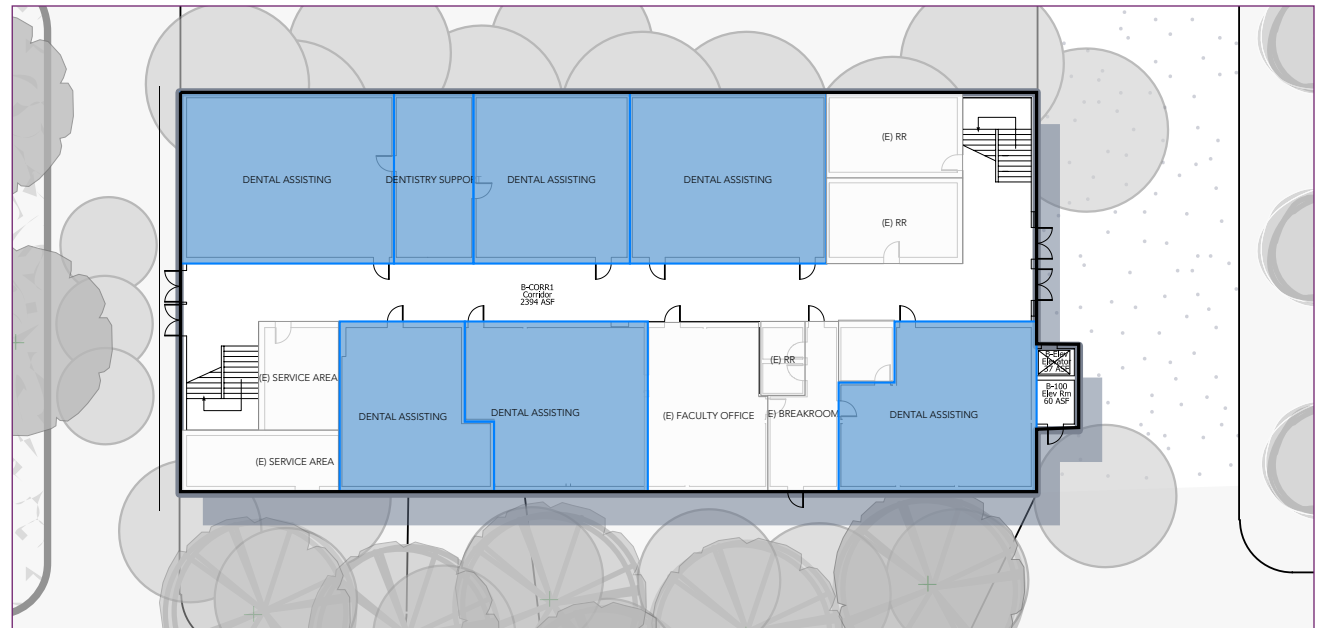 (E) RR
DENTAL ASSISTING
DENTISTRY SUPPORT
DENTAL ASSISTING
DENTAL ASSISTING
(E) RR
B-CORR1
Corridor
2394 ASF
(E) RR
B-Elev
Elevator
37 ASF
(E) SERVICE AREA
B-100
Elev Rm
60 ASF
DENTAL ASSISTING
DENTAL ASSISTING
(E) FACULTY OFFICE
(E) BREAKROOM
DENTAL ASSISTING
(E) SERVICE AREA